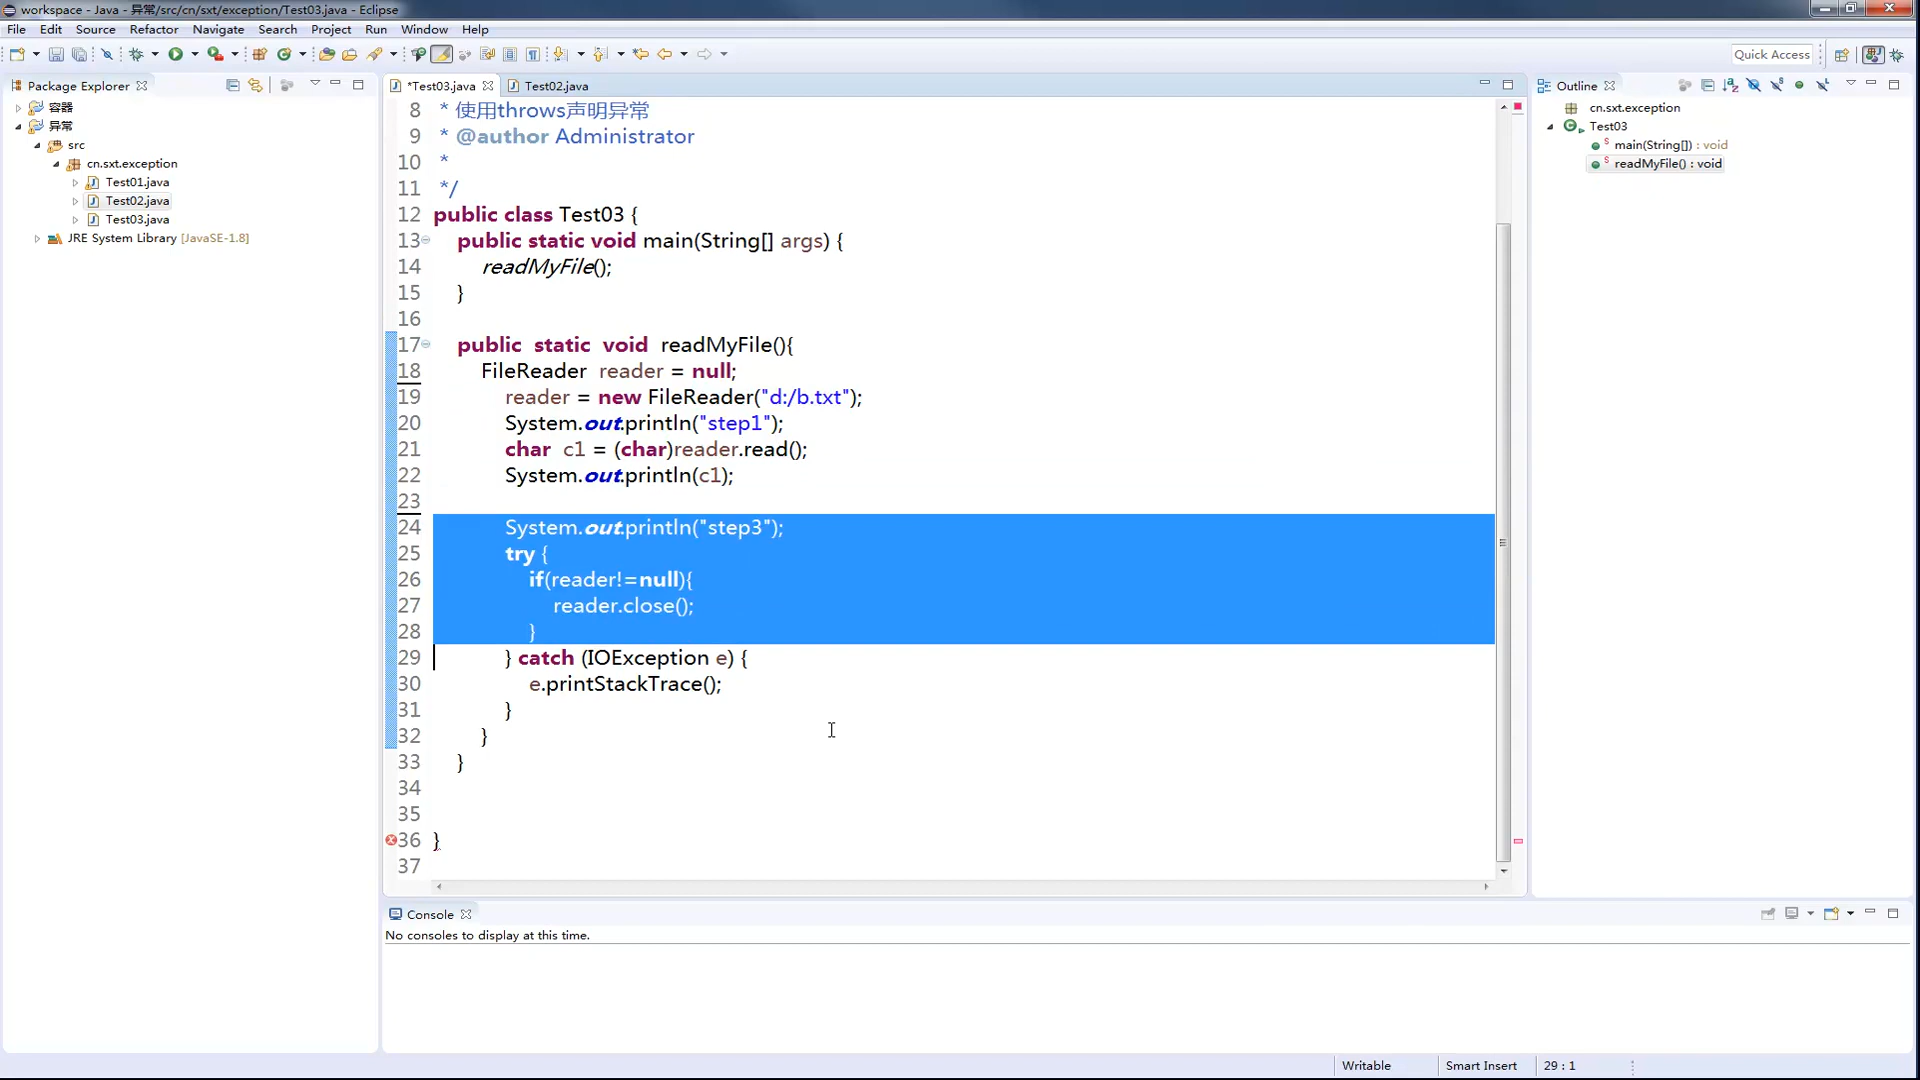 workspace - Java - 异常/src/cn/sxt/exception/Test03.java - Eclipse
File Edit Source Refactor Navigate Search Project Run Window Help
Quick Access
Package Explorer
容器
异常
src
cn.sxt.exception
Test01.java
Test02.java
Test03.java
JRE System Library [JavaSE-1.8]
*Test03.java Test02.java
8 * 使用throws声明异常
9 * @author Administrator
10 *
11 */
12 public class Test03 {
13 public static void main(String[] args) {
14 readMyFile();
15 }
16
17 public static void readMyFile(){
18 FileReader reader = null;
19 reader = new FileReader("d:/b.txt");
20 System.out.println("step1");
21 char c1 = (char)reader.read();
22 System.out.println(c1);
23
24 System.out.println("step3");
25 try {
26 if(reader!=null){
27 reader.close();
28 }
29 } catch (IOException e) {
30 e.printStackTrace();
31 }
32 }
33 }
34
35
36 }
37
Outline
cn.sxt.exception
Test03
main(String[]) : void
readMyFile() : void
Console
No consoles to display at this time.
Writable Smart Insert 29 : 1